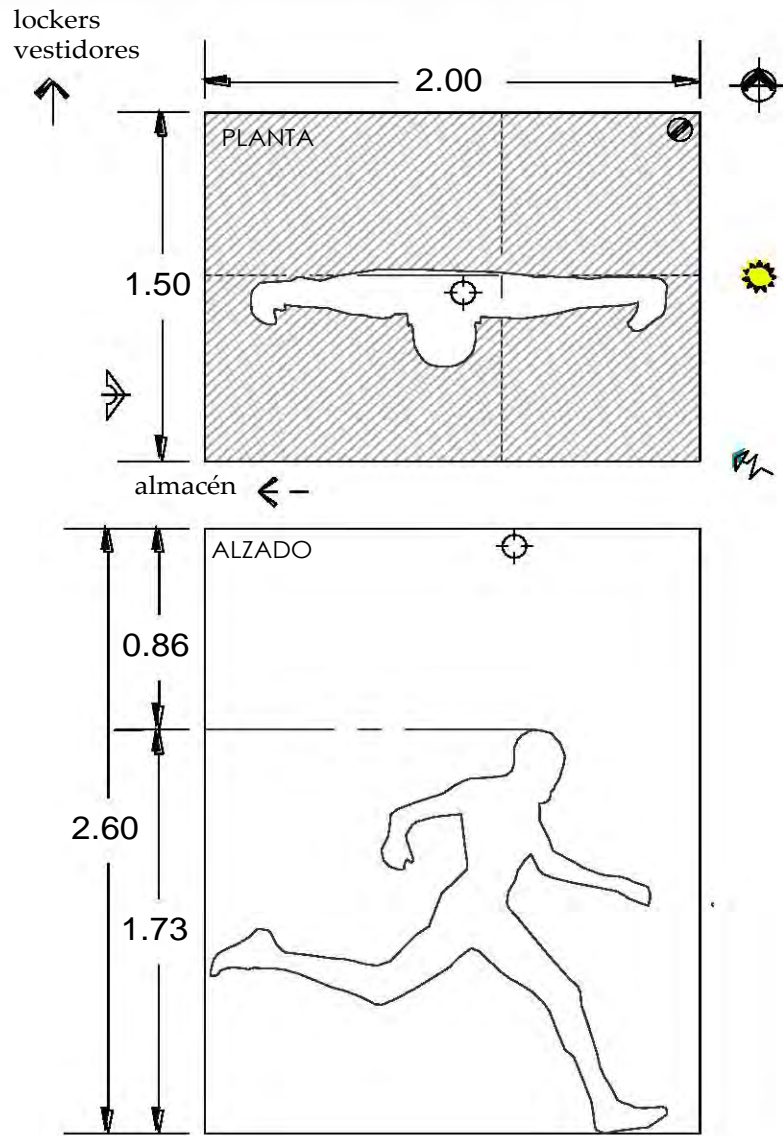 lockers
vestidores
2.00
PLANTA
1.50
almacén
ALZADO
0.86
2.60
1.73